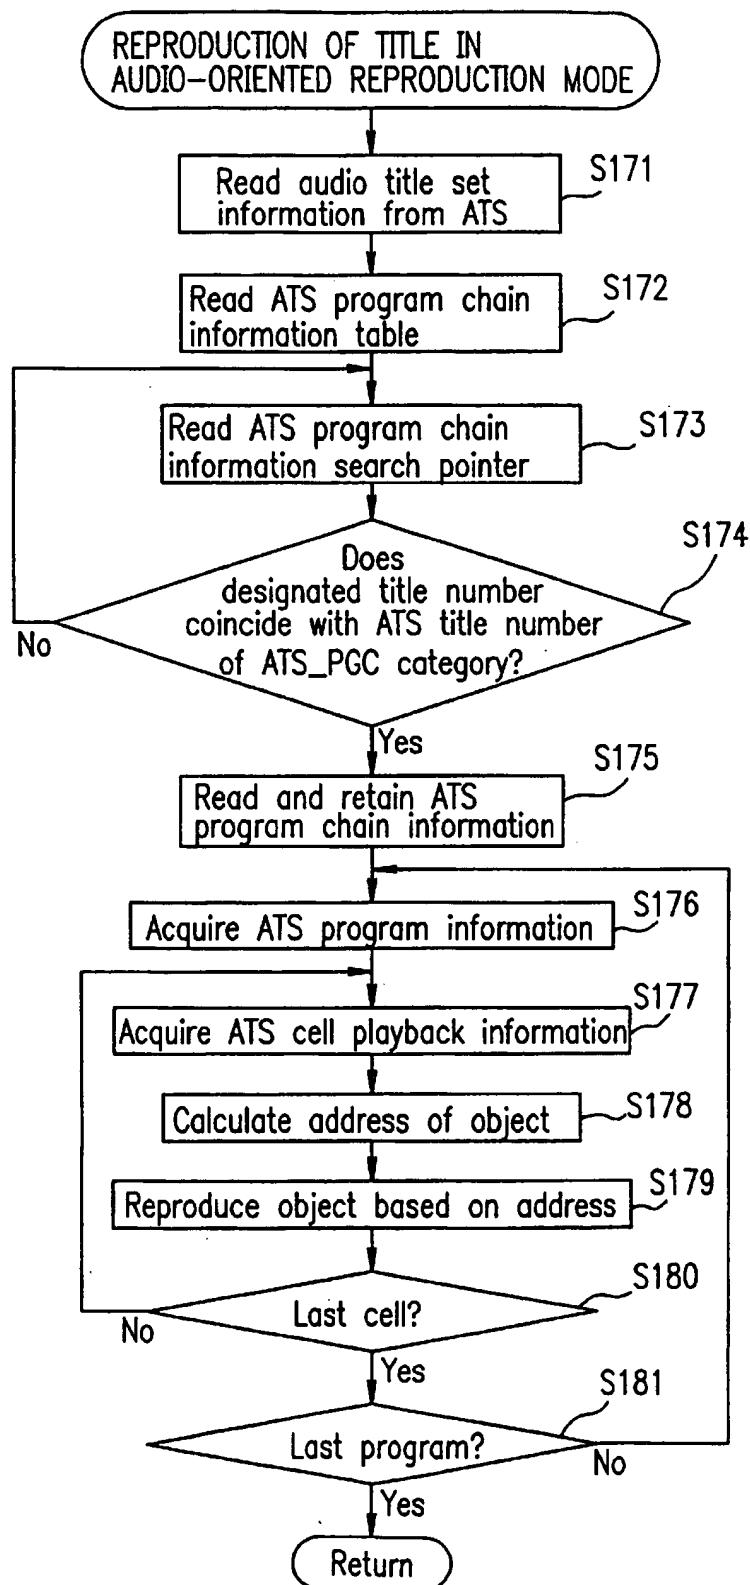 REPRODUCTION OF TITLE IN
AUDIO-ORIENTED REPRODUCTION MODE
S171
Read audio title set
information from ATS
S172
Read ATS program chain
information table
S173
Read ATS program chain
information search pointer
S174
Does
designated title number
coincide with ATS title number
of ATS_PGC category?
No
Yes
S175
Read and retain ATS
program chain information
S176
Acquire ATS program information
S177
Acquire ATS cell playback information
S178
Calculate address of object
S179
Reproduce object based on address
S180
Last cell?
No
Yes
S181
Last program?
No
Yes
Return